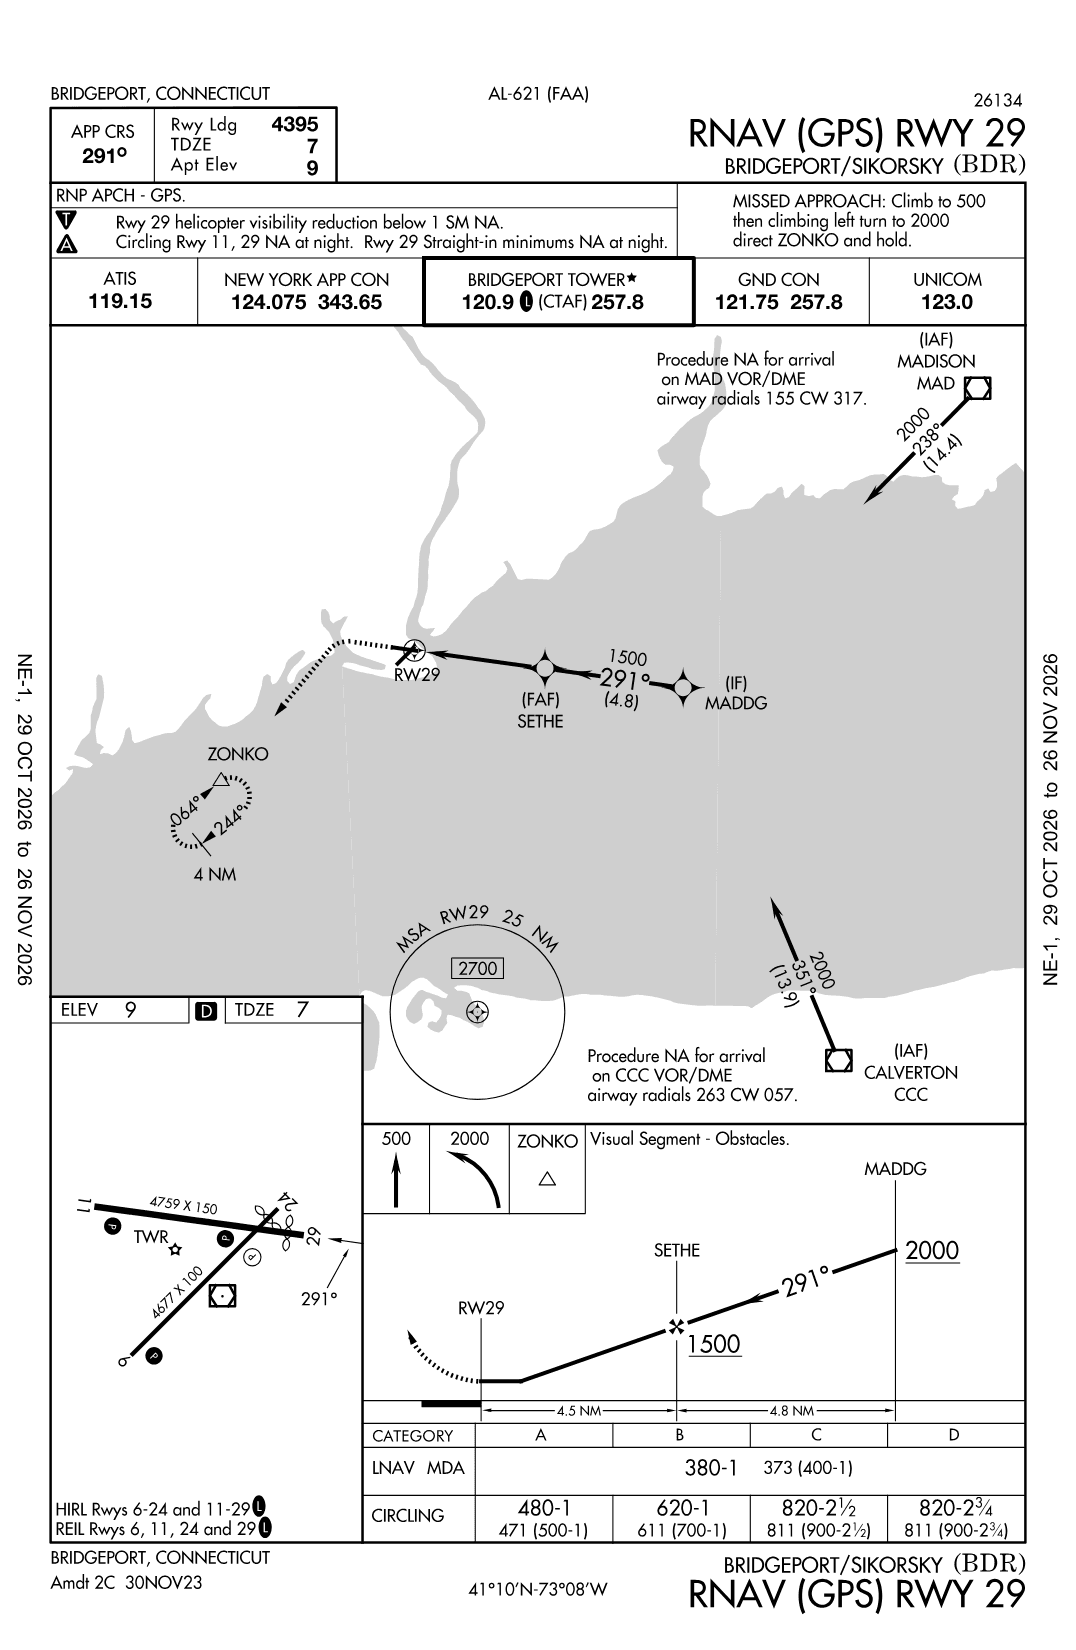 BRIDGEPORT, CONNECTICUT
AL-621 (FAA)
26134
RNAV (GPS) RWY 29
BRIDGEPORT/SIKORSKY (BDR)
APP CRS
291°
Rwy Ldg 4395
TDZE 7
Apt Elev 9
RNP APCH - GPS.
T Rwy 29 helicopter visibility reduction below 1 SM NA.
A Circling Rwy 11, 29 NA at night. Rwy 29 Straight-in minimums NA at night.
MISSED APPROACH: Climb to 500
then climbing left turn to 2000
direct ZONKO and hold.
ATIS
119.15
NEW YORK APP CON
124.075 343.65
BRIDGEPORT TOWER★
120.9 L (CTAF) 257.8
GND CON
121.75 257.8
UNICOM
123.0
Procedure NA for arrival
on MAD VOR/DME
airway radials 155 CW 317.
(IAF)
MADISON
MAD
2000
238°
(14.4)
RW29
(FAF)
SETHE
1500
291°
(4.8)
(IF)
MADDG
ZONKO
064°
244°
4 NM
MSA RW29 25 NM
2700
2000
351°
(13.9)
Procedure NA for arrival
on CCC VOR/DME
airway radials 263 CW 057.
(IAF)
CALVERTON
CCC
ELEV 9
D
TDZE 7
11
4759 X 150
24
29
TWR
P
P
P
P
4677 X 100
6
291°
HIRL Rwys 6-24 and 11-29 L
REIL Rwys 6, 11, 24 and 29 L
500
2000
ZONKO
Visual Segment - Obstacles.
MADDG
2000
SETHE
291°
1500
RW29
4.5 NM
4.8 NM
CATEGORY A B C D
LNAV MDA 380-1 373 (400-1)
CIRCLING
480-1
471 (500-1)
620-1
611 (700-1)
820-2½
811 (900-2½)
820-2¾
811 (900-2¾)
BRIDGEPORT, CONNECTICUT
Amdt 2C 30NOV23
41°10'N-73°08'W
BRIDGEPORT/SIKORSKY (BDR)
RNAV (GPS) RWY 29
NE-1, 29 OCT 2026 to 26 NOV 2026
NE-1, 29 OCT 2026 to 26 NOV 2026